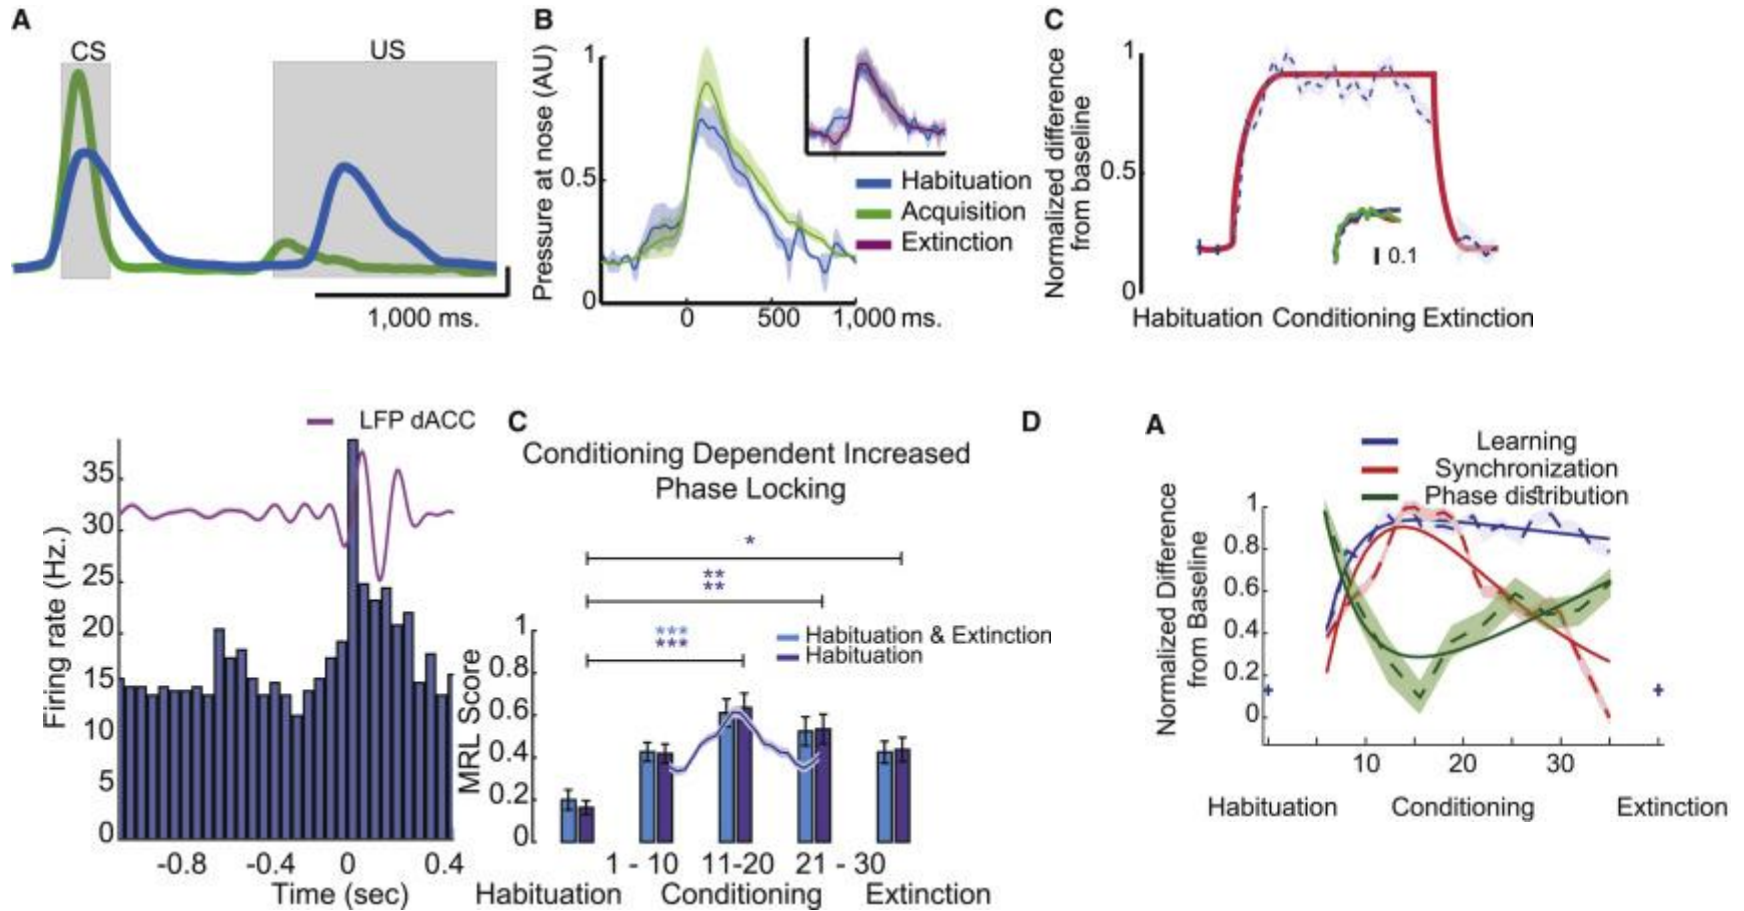 A
CS
US
1,000 ms.
B
Pressure at nose (AU)
1
0.5
0
0
500
1,000 ms.
Habituation
Acquisition
Extinction
C
Normalized difference
from baseline
1
0.5
0
0.1
Habituation Conditioning Extinction
LFP dACC
Firing rate (Hz.)
35
30
25
20
15
10
5
0
-0.8
-0.4
0
0.4
Time (sec)
C
Conditioning Dependent Increased
Phase Locking
*
**
**
***
***
Habituation & Extinction
Habituation
MRL Score
1
0.8
0.6
0.4
0.2
0
1 - 10
11-20
21 - 30
Habituation
Conditioning
Extinction
D
A
Learning
Synchronization
Phase distribution
Normalized Difference
from Baseline
1
0.8
0.6
0.4
0.2
0
10
20
30
Habituation
Conditioning
Extinction